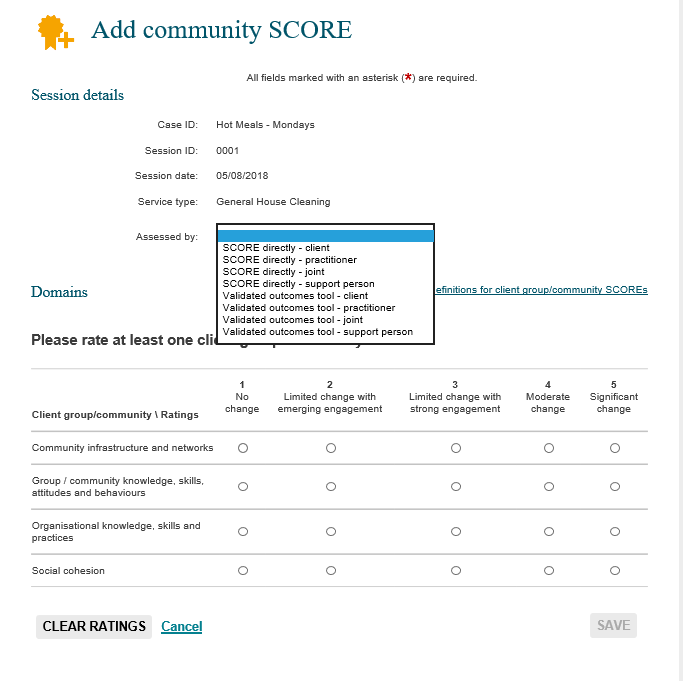 Add community SCORE
All fields marked with an asterisk (*) are required.
Session details
Case ID: Hot Meals - Mondays
Session ID: 0001
Session date: 05/08/2018
Service type: General House Cleaning
Assessed by:
SCORE directly - client
SCORE directly - practitioner
SCORE directly - joint
SCORE directly - support person
Validated outcomes tool - client
Validated outcomes tool - practitioner
Validated outcomes tool - joint
Validated outcomes tool - support person
Domains
efinitions for client group/community SCOREs
Please rate at least one clie
Client group/community \ Ratings
1 No change
2 Limited change with emerging engagement
3 Limited change with strong engagement
4 Moderate change
5 Significant change
Community infrastructure and networks
Group / community knowledge, skills,
attitudes and behaviours
Organisational knowledge, skills and
practices
Social cohesion
CLEAR RATINGS Cancel SAVE